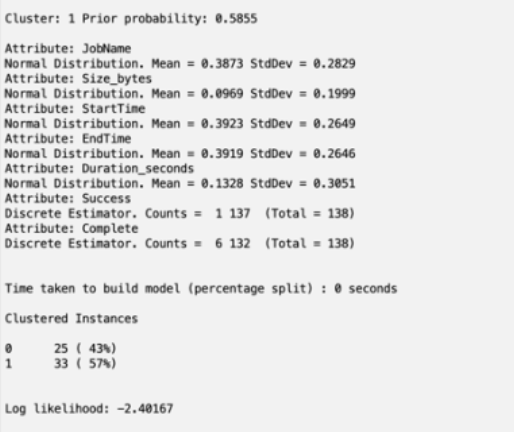 Cluster: 1 Prior probability: 0.5855
Attribute: JobName
Normal Distribution. Mean = 0.3873 StdDev = 0.2829
Attribute: Size_bytes
Normal Distribution. Mean = 0.0969 StdDev = 0.1999
Attribute: StartTime
Normal Distribution. Mean = 0.3923 StdDev = 0.2649
Attribute: EndTime
Normal Distribution. Mean = 0.3919 StdDev = 0.2646
Attribute: Duration_seconds
Normal Distribution. Mean = 0.1328 StdDev = 0.3051
Attribute: Success
Discrete Estimator. Counts =  1 137  (Total = 138)
Attribute: Complete
Discrete Estimator. Counts =  6 132  (Total = 138)
Time taken to build model (percentage split) : 0 seconds
Clustered Instances
0      25 ( 43%)
1      33 ( 57%)
Log likelihood: -2.40167